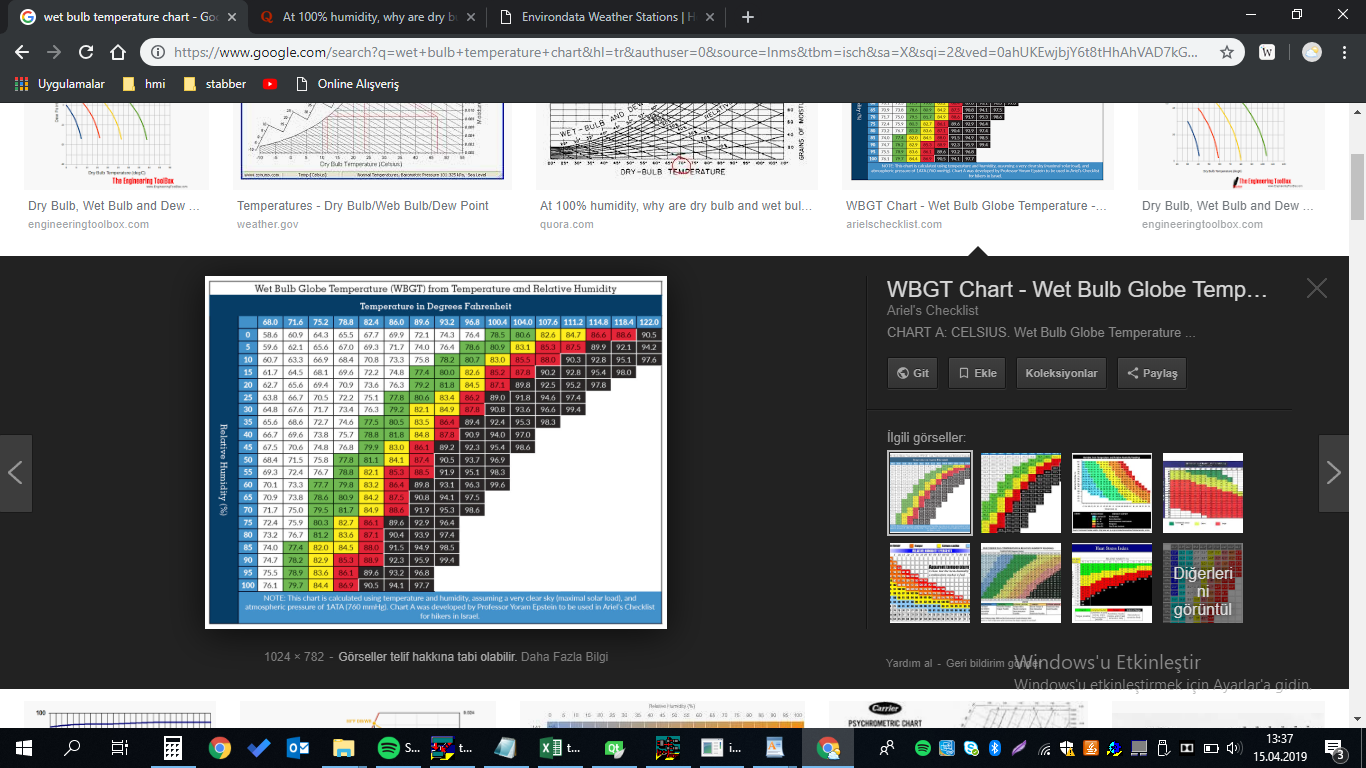 wet bulb temperature chart - Goo
At 100% humidity, why are dry bu
Environdata Weather Stations | H
https://www.google.com/search?q=wet+bulb+temperature+chart&hl=tr&authuser=0&source=lnms&tbm=isch&sa=X&sqi=2&ved=0ahUKEwjbjY6t8tHhAhVAD7kG...
Uygulamalar
hmi
stabber
Online Alışveriş
Dry Bulb Temperature (degC)
The Engineering ToolBox
Dry Bulb Temperature (Celsius)
WET-BULB AND DEW
DRY-BULB TEMPERATURE
GRAINS OF MOISTU
Dry Bulb, Wet Bulb and Dew ...
engineeringtoolbox.com
Temperatures - Dry Bulb/Web Bulb/Dew Point
weather.gov
At 100% humidity, why are dry bulb and wet bul...
quora.com
WBGT Chart - Wet Bulb Globe Temperature -...
arielschecklist.com
Dry Bulb, Wet Bulb and Dew ...
engineeringtoolbox.com
Wet Bulb Globe Temperature (WBGT) from Temperature and Relative Humidity
Temperature in Degrees Fahrenheit
68.0 71.6 75.2 78.8 82.4 86.0 89.6 93.2 96.8 100.4 104.0 107.6 111.2 114.8 118.4 122.0
Relative Humidity (%)
0 58.6 60.9 64.3 65.5 67.7 69.9 72.1 74.3 76.4 78.5 80.6 82.6 84.7 86.6 88.6 90.5
5 59.6 62.1 65.6 67.0 69.3 71.7 74.0 76.4 78.6 80.9 83.1 85.3 87.5 89.9 92.1 94.2
10 60.7 63.3 66.9 68.4 70.8 73.3 75.8 78.2 80.7 83.0 85.5 88.0 90.3 92.8 95.1 97.6
15 61.7 64.5 68.1 69.6 72.2 74.8 77.4 80.0 82.6 85.2 87.8 90.2 92.8 95.4 98.0
20 62.7 65.6 69.4 70.9 73.6 76.3 79.2 81.8 84.5 87.1 89.8 92.5 95.2 97.8
25 63.8 66.7 70.5 72.2 75.1 77.8 80.6 83.4 86.2 89.0 91.8 94.6 97.4
30 64.8 67.6 71.7 73.4 76.3 79.2 82.1 84.9 87.8 90.8 93.6 96.6 99.4
35 65.6 68.6 72.7 74.6 77.5 80.5 83.5 86.4 89.4 92.4 95.3 98.3
40 66.7 69.6 73.8 75.7 78.8 81.8 84.8 87.8 90.9 94.0 97.0
45 67.5 70.6 74.8 76.8 79.9 83.0 86.1 89.2 92.3 95.4 98.6
50 68.4 71.5 75.8 77.8 81.1 84.1 87.4 90.5 93.7 96.9
55 69.3 72.4 76.7 78.8 82.1 85.3 88.5 91.9 95.1 98.3
60 70.1 73.3 77.7 79.8 83.2 86.4 89.8 93.1 96.3 99.6
65 70.9 73.8 78.6 80.9 84.2 87.5 90.8 94.1 97.5
70 71.7 75.0 79.5 81.7 84.9 88.6 91.9 95.3 98.6
75 72.4 75.9 80.3 82.7 86.1 89.6 92.9 96.4
80 73.2 76.7 81.2 83.6 87.1 90.4 93.9 97.4
85 74.0 77.4 82.0 84.5 88.0 91.5 94.9 98.5
90 74.7 78.2 82.9 85.3 88.9 92.3 95.9 99.4
95 75.5 78.9 83.6 86.1 89.6 93.2 96.8
100 76.1 79.7 84.4 86.9 90.5 94.1 97.7
NOTE: This chart is calculated using temperature and humidity, assuming a very clear sky (maximal solar load), and
atmospheric pressure of 1ATA (760 mmHg). Chart A was developed by Professor Yoram Epstein to be used in Ariel's Checklist
for hikers in Israel.
1024 × 782 - Görseller telif hakkına tabi olabilir. Daha Fazla Bilgi
WBGT Chart - Wet Bulb Globe Temp...
Ariel's Checklist
CHART A: CELSIUS. Wet Bulb Globe Temperature ...
Git
Ekle
Koleksiyonlar
Paylaş
İlgili görseller:
Diğerleri
ni
görüntül
Yardım al - Geri bildirim gönder
Windows'u Etkinleştir
Windows'u etkinleştirmek için Ayarlar'a gidin.
100
Relative Humidity (%)
Carrier
PSYCHROMETRIC CHART
S...
t...
t...
t...
i...
13:37
15.04.2019
3